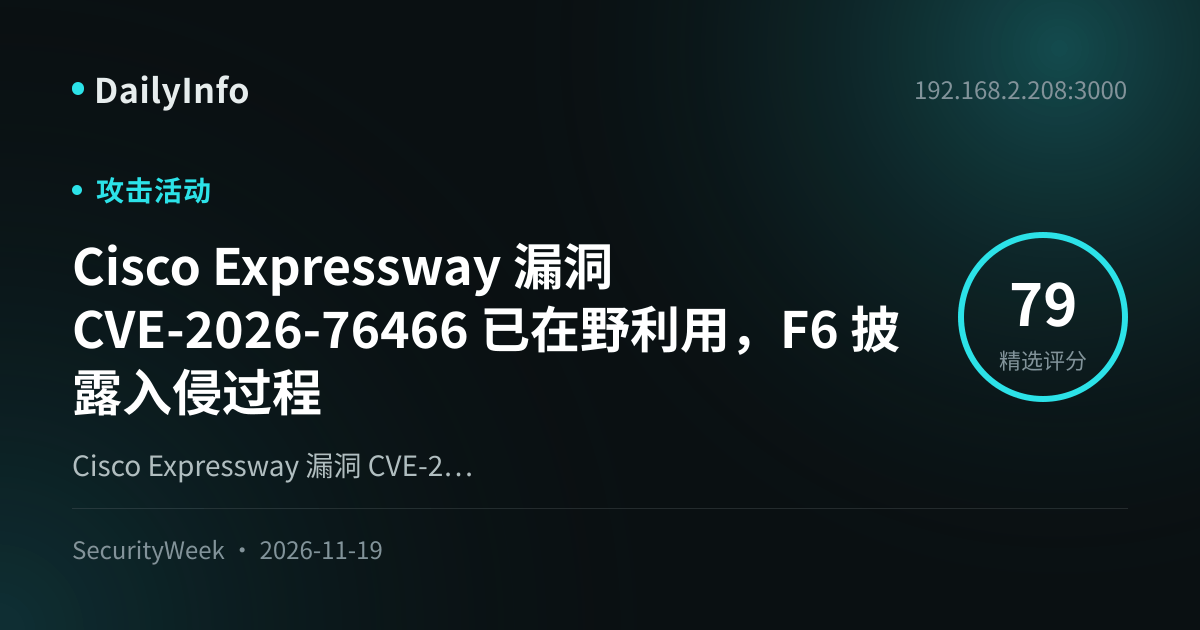 DailyInfo
192.168.2.208:3000
攻击活动
Cisco Expressway 漏洞
CVE-2026-76466 已在野利用，F6 披
露入侵过程
79
精选评分
Cisco Expressway 漏洞 CVE-2…
SecurityWeek · 2026-11-19